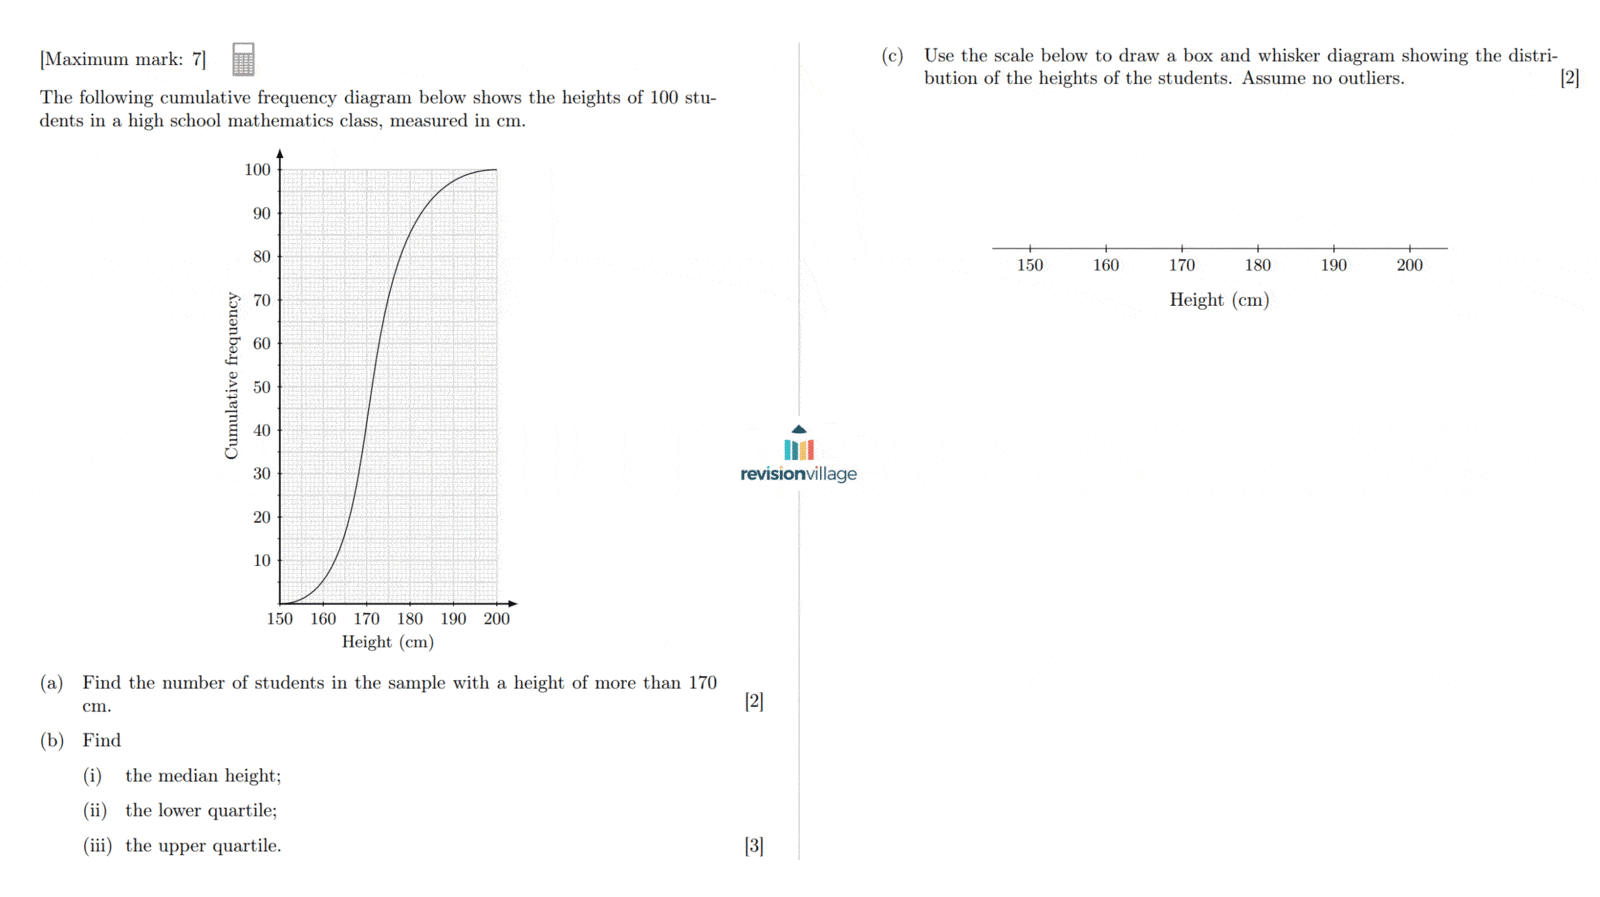 [Maximum mark: 7]
The following cumulative frequency diagram below shows the heights of 100 stu-
dents in a high school mathematics class, measured in cm.
100
90
80
70
60
50
40
30
20
10
Cumulative frequency
150 160 170 180 190 200
Height (cm)
(a) Find the number of students in the sample with a height of more than 170
cm. [2]
(b) Find
(i) the median height;
(ii) the lower quartile;
(iii) the upper quartile. [3]
revisionvillage
(c) Use the scale below to draw a box and whisker diagram showing the distri-
bution of the heights of the students. Assume no outliers. [2]
150 160 170 180 190 200
Height (cm)